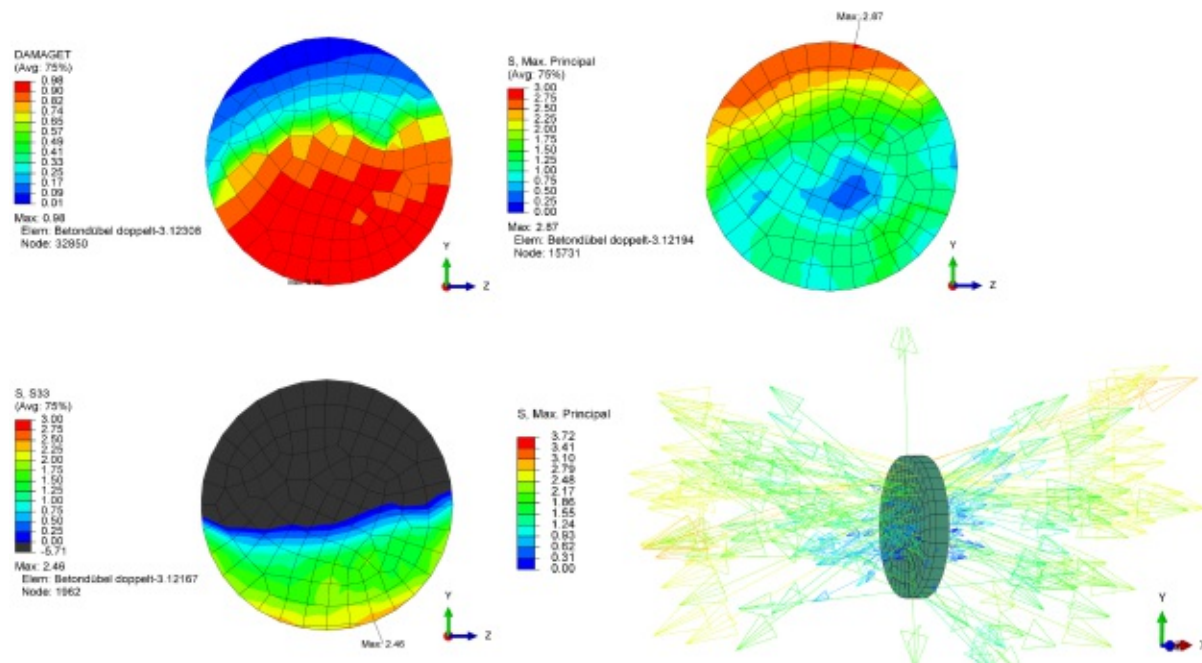 DAMAGET
(Avg: 75%)
0.98
0.90
0.82
0.74
0.65
0.57
0.49
0.41
0.33
0.25
0.17
0.09
0.01
Max: 0.98
Elem: Betondübel doppelt-3.12308
Node: 32850
Y
Z
Max: 2.87
S, Max. Principal
(Avg: 75%)
3.00
2.75
2.50
2.25
2.00
1.75
1.50
1.25
1.00
0.75
0.50
0.25
0.00
Max: 2.87
Elem: Betondübel doppelt-3.12194
Node: 15731
Y
Z
S, S33
(Avg: 75%)
3.00
2.75
2.50
2.25
2.00
1.75
1.50
1.25
1.00
0.75
0.50
0.25
0.00
-5.71
Max: 2.46
Elem: Betondübel doppelt-3.12167
Node: 1962
Max: 2.46
Y
Z
S, Max. Principal
3.72
3.41
3.10
2.79
2.48
2.17
1.86
1.55
1.24
0.93
0.62
0.31
0.00
Y